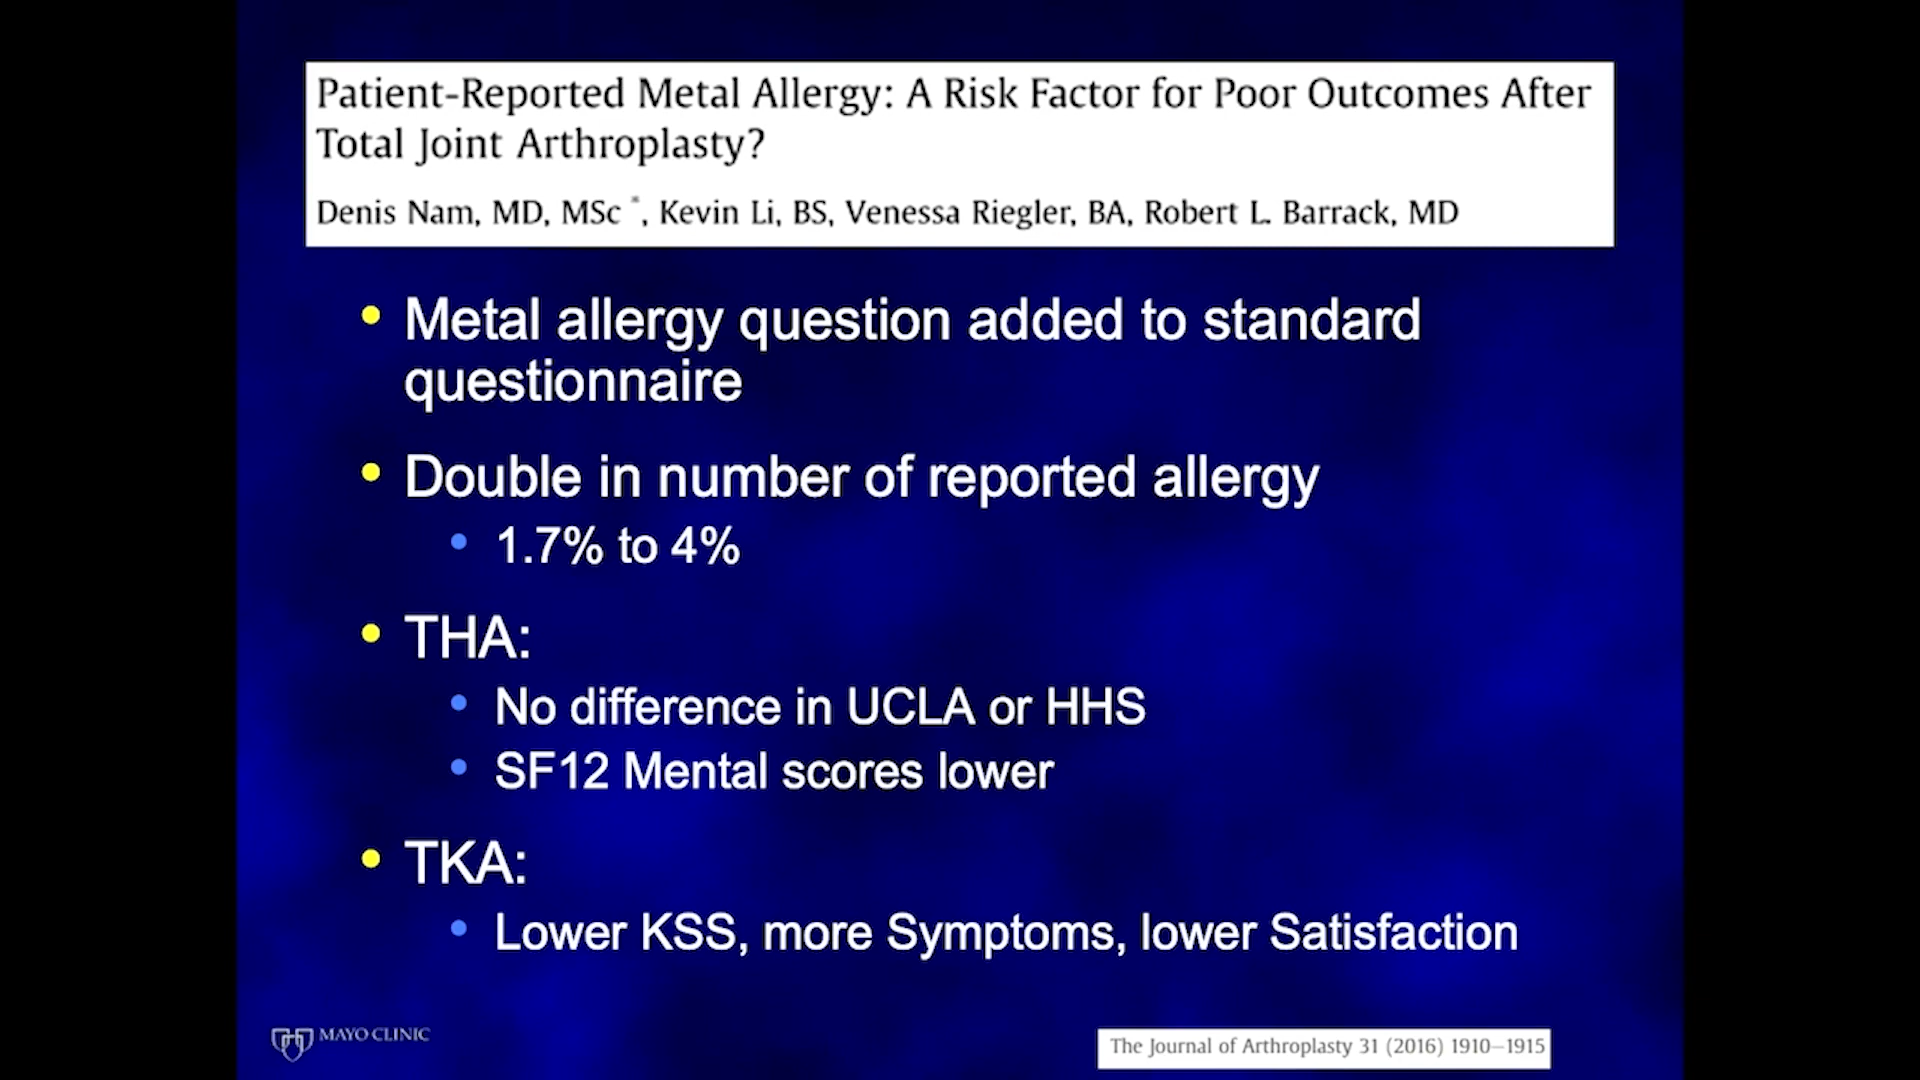 Patient-Reported Metal Allergy: A Risk Factor for Poor Outcomes After
Total Joint Arthroplasty?
Denis Nam, MD, MSc *, Kevin Li, BS, Venessa Riegler, BA, Robert L. Barrack, MD
• Metal allergy question added to standard
questionnaire
• Double in number of reported allergy
• 1.7% to 4%
• THA:
• No difference in UCLA or HHS
• SF12 Mental scores lower
• TKA:
• Lower KSS, more Symptoms, lower Satisfaction
MAYO CLINIC
The Journal of Arthroplasty 31 (2016) 1910–1915